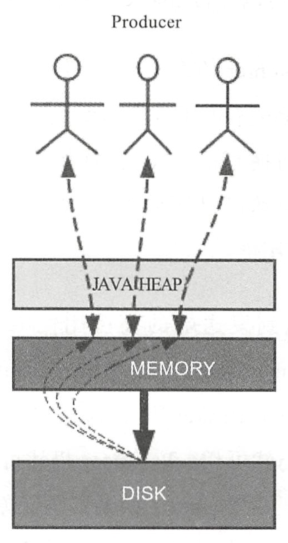 Producer
JAVA HEAP
MEMORY
DISK